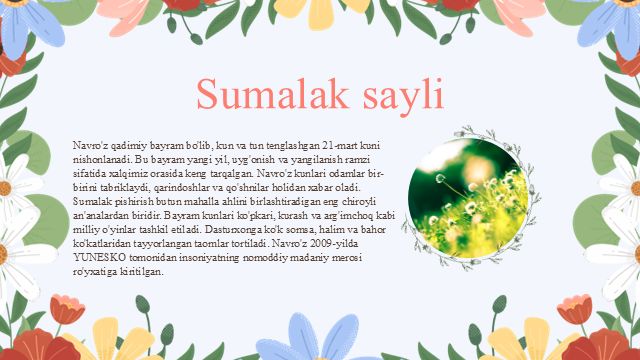 Sumalak sayli
Navro'z qadimiy bayram bo'lib, kun va tun tenglashgan 21-mart kuni
nishonlanadi. Bu bayram yangi yil, uyg'onish va yangilanish ramzi
sifatida xalqimiz orasida keng tarqalgan. Navro'z kunlari odamlar bir-
birini tabriklaydi, qarindoshlar va qo'shnilar holidan xabar oladi.
Sumalak pishirish butun mahalla ahlini birlashtiradigan eng chiroyli
an'analardan biridir. Bayram kunlari ko'pkari, kurash va arg'imchoq kabi
milliy o'yinlar tashkil etiladi. Dasturxonga ko'k somsa, halim va bahor
ko'katlaridan tayyorlangan taomlar tortiladi. Navro'z 2009-yilda
YUNESKO tomonidan insoniyatning nomoddiy madaniy merosi
ro'yxatiga kiritilgan.